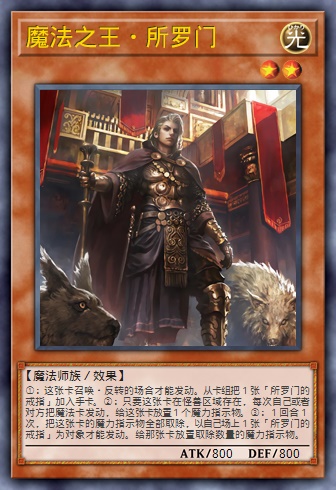 魔法之王·所罗门
光
【魔法师族／效果】
①：这张卡召唤·反转的场合才能发动。从卡组把１张「所罗门的
戒指」加入手卡。②：只要这张卡在怪兽区域存在，每次自己或者
对方把魔法卡发动，给这张卡放置１个魔力指示物。③：１回合１
次，把这张卡的魔力指示物全部取除，以自己场上１张「所罗门的
戒指」为对象才能发动。给那张卡放置取除数量的魔力指示物。
ATK/800 DEF/800